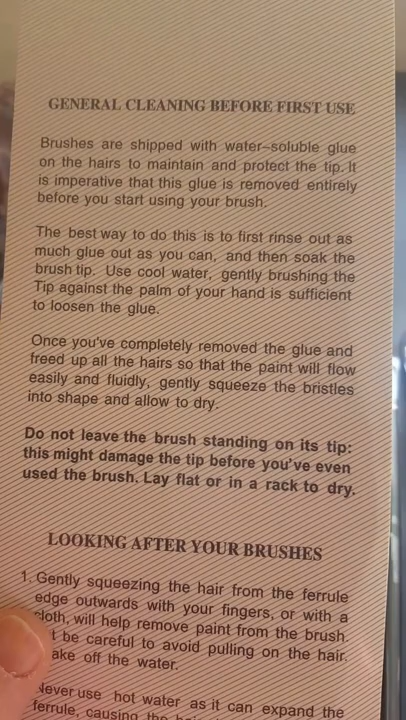 GENERAL CLEANING BEFORE FIRST USE
Brushes are shipped with water-soluble glue
on the hairs to maintain and protect the tip. It
is imperative that this glue is removed entirely
before you start using your brush.
The best way to do this is to first rinse out as
much glue out as you can, and then soak the
brush tip. Use cool water, gently brushing the
Tip against the palm of your hand is sufficient
to loosen the glue.
Once you've completely removed the glue and
freed up all the hairs so that the paint will flow
easily and fluidly, gently squeeze the bristles
into shape and allow to dry.
Do not leave the brush standing on its tip:
this might damage the tip before you've even
used the brush. Lay flat or in a rack to dry.
LOOKING AFTER YOUR BRUSHES
1. Gently squeezing the hair from the ferrule
edge outwards with your fingers, or with a
cloth, will help remove paint from the brush.
be careful to avoid pulling on the hair.
off the water.
Never use hot water as it can expand the
ferrule, causing the